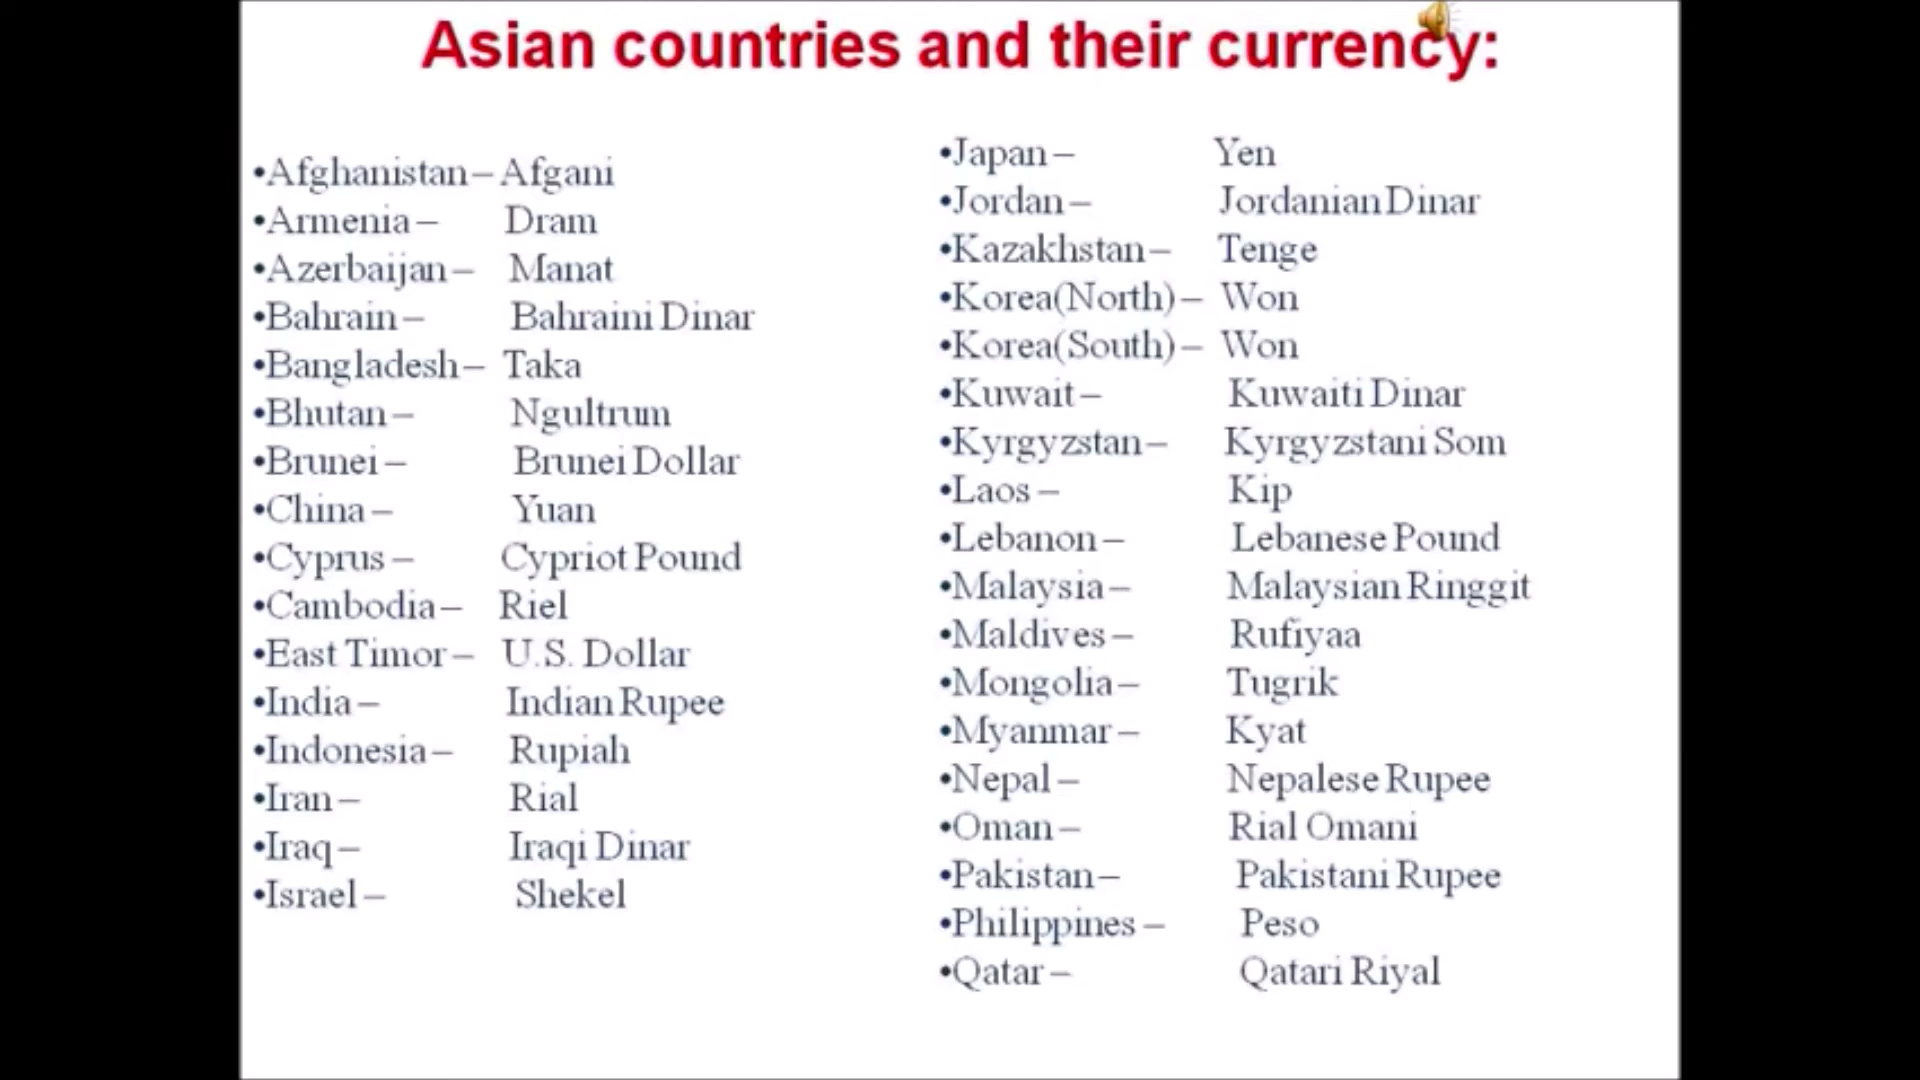 Asian countries and their currency:
•Afghanistan – Afgani
•Armenia – Dram
•Azerbaijan – Manat
•Bahrain – Bahraini Dinar
•Bangladesh – Taka
•Bhutan – Ngultrum
•Brunei – Brunei Dollar
•China – Yuan
•Cyprus – Cypriot Pound
•Cambodia – Riel
•East Timor – U.S. Dollar
•India – Indian Rupee
•Indonesia – Rupiah
•Iran – Rial
•Iraq – Iraqi Dinar
•Israel – Shekel
•Japan – Yen
•Jordan – Jordanian Dinar
•Kazakhstan – Tenge
•Korea(North) – Won
•Korea(South) – Won
•Kuwait – Kuwaiti Dinar
•Kyrgyzstan – Kyrgyzstani Som
•Laos – Kip
•Lebanon – Lebanese Pound
•Malaysia – Malaysian Ringgit
•Maldives – Rufiyaa
•Mongolia – Tugrik
•Myanmar – Kyat
•Nepal – Nepalese Rupee
•Oman – Rial Omani
•Pakistan – Pakistani Rupee
•Philippines – Peso
•Qatar – Qatari Riyal